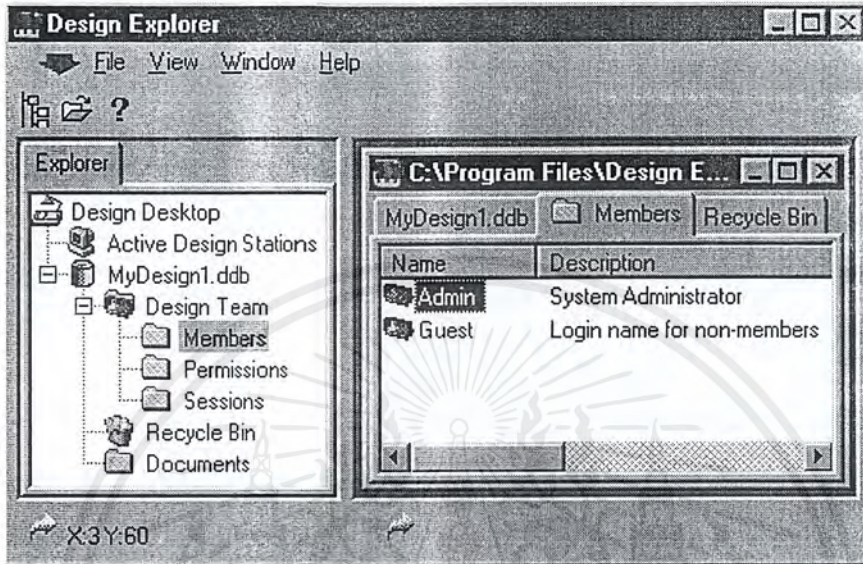 Design Explorer
File View Window Help
?
Explorer
Design Desktop
Active Design Stations
MyDesign1.ddb
Design Team
Members
Permissions
Sessions
Recycle Bin
Documents
C:\Program Files\Design E...
MyDesign1.ddb Members Recycle Bin
Name Description
Admin System Administrator
Guest Login name for non-members
X:3 Y:60